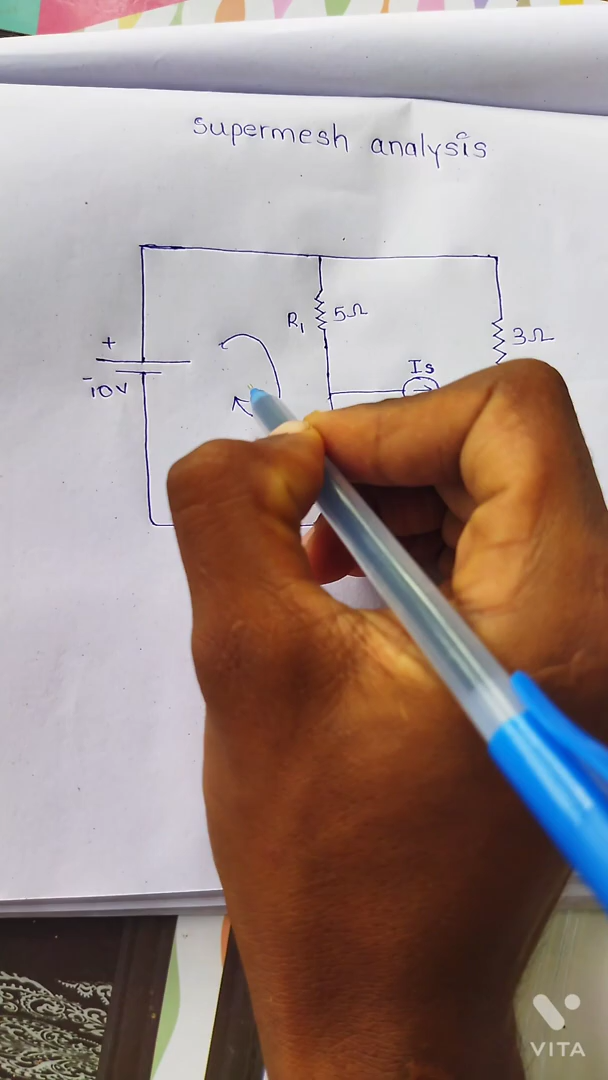 supermesh analysis
R1 5Ω
3Ω
+
Is
-10V
VITA